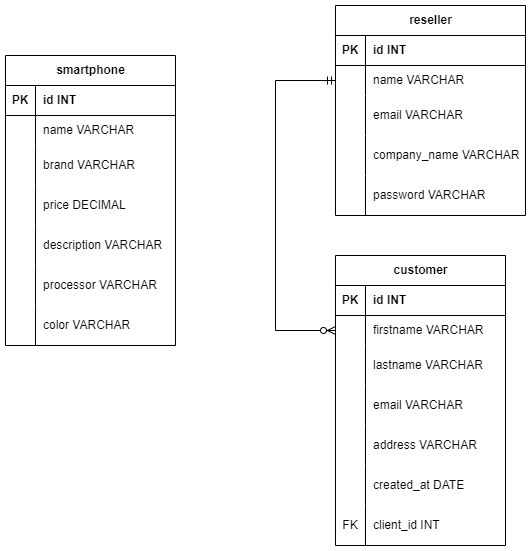 smartphone
PK id INT
name VARCHAR
brand VARCHAR
price DECIMAL
description VARCHAR
processor VARCHAR
color VARCHAR
reseller
PK id INT
name VARCHAR
email VARCHAR
company_name VARCHAR
password VARCHAR
customer
PK id INT
firstname VARCHAR
lastname VARCHAR
email VARCHAR
address VARCHAR
created_at DATE
FK client_id INT